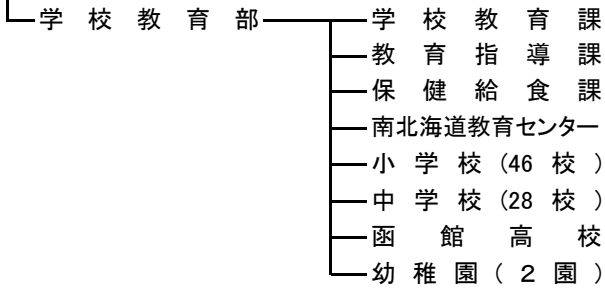 学校教育部 学校教育課
教育指導課
保健給食課
南北海道教育センター
小学校(46校)
中学校(28校)
函館高校
幼稚園(２園)